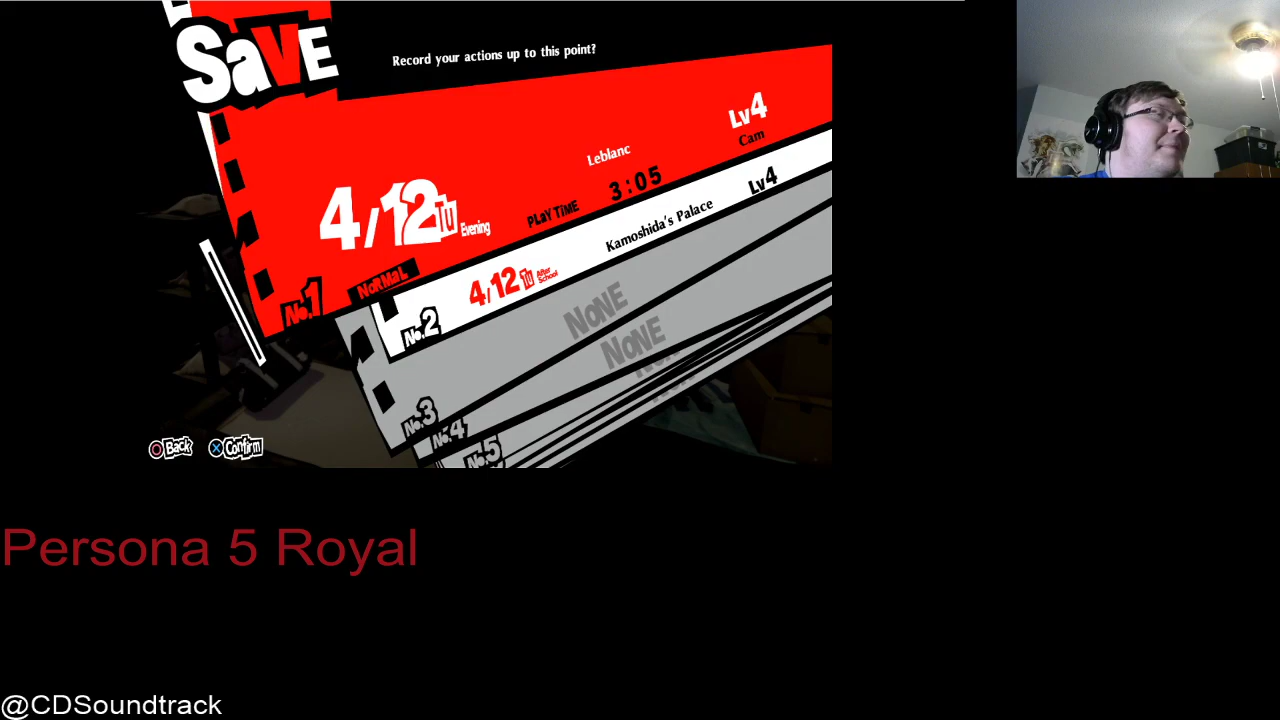 SaVE
Record your actions up to this point?
Lv4
Cam
Leblanc
4/12 TU Evening
PLaY TiME
3:05
No.1
NoRMaL
Lv4
Kamoshida's Palace
4/12 TU After School
No.2
NoNE
No.3
NoNE
No.4
No.5
Back
Confirm
Persona 5 Royal
@CDSoundtrack